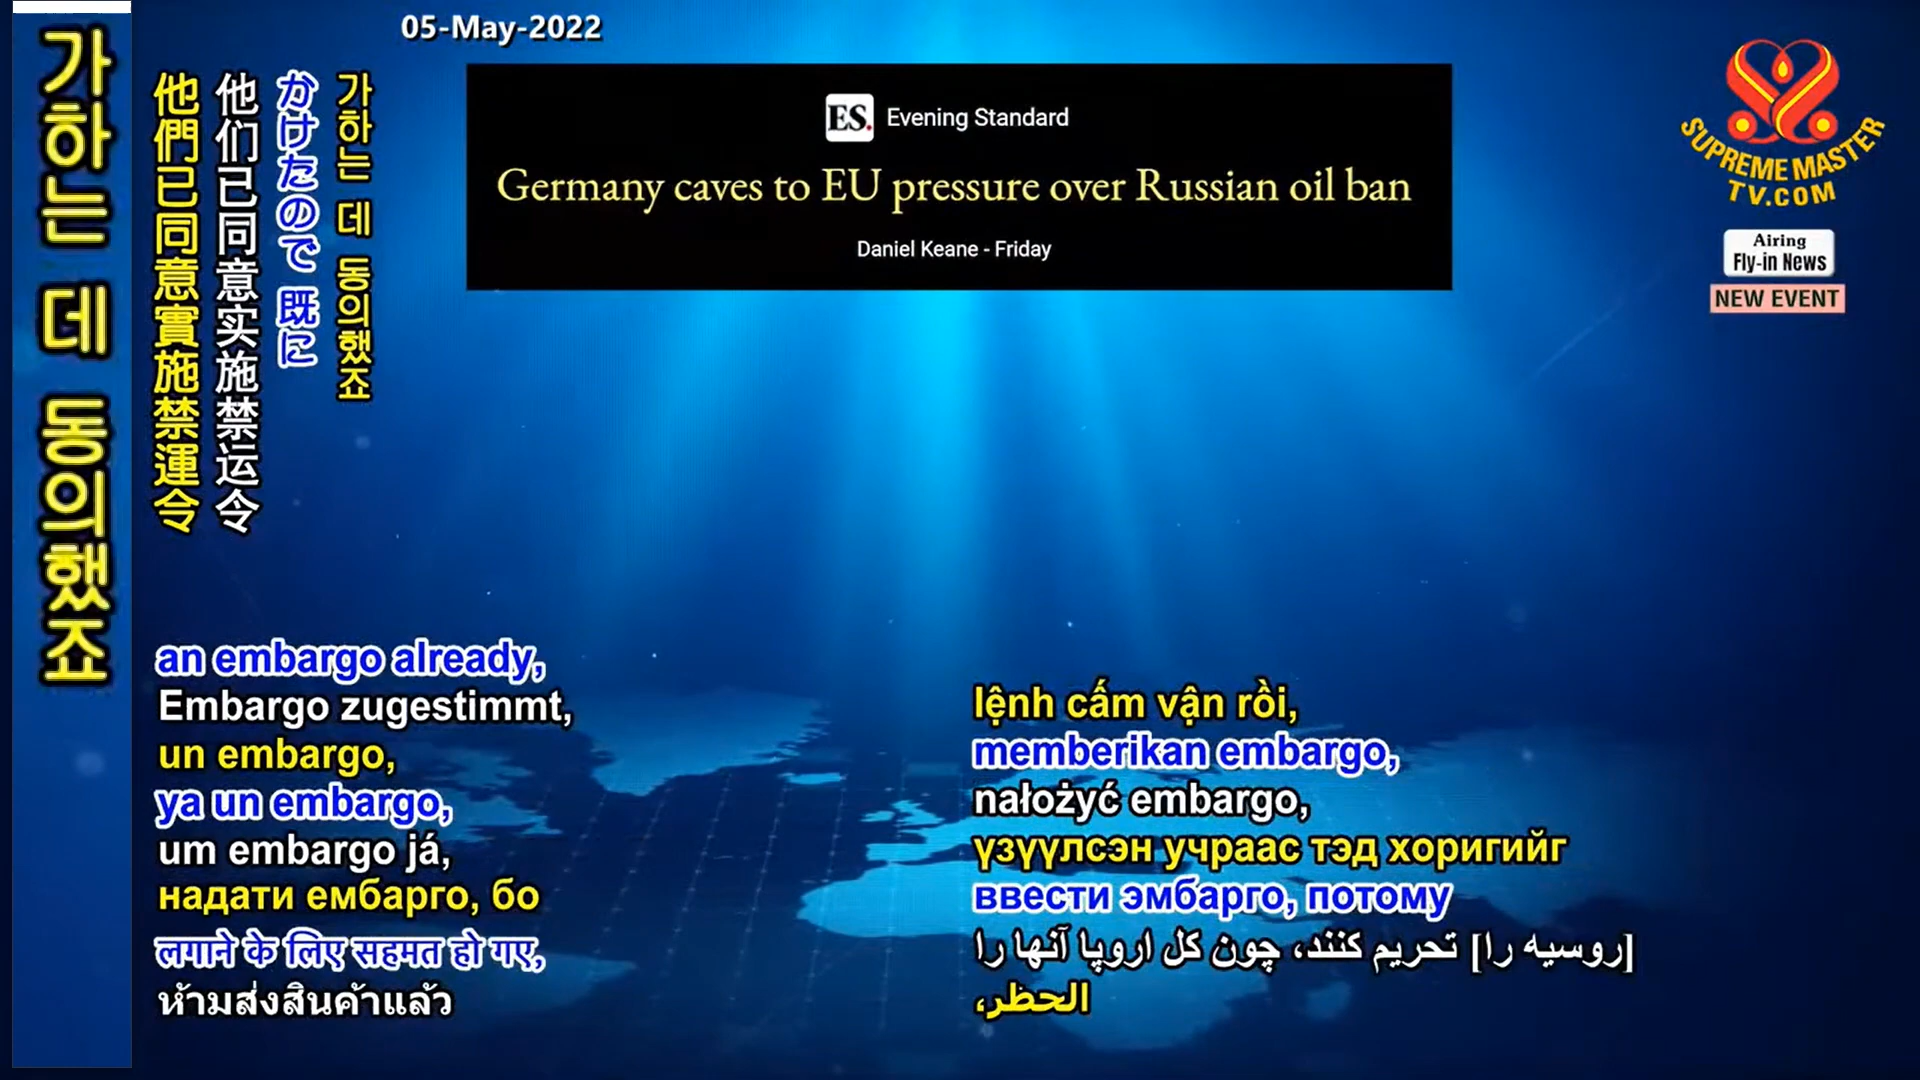 05-May-2022
가하는 데 동의했죠
他們已同意實施禁運令
他们已同意实施禁运令
かけたので 既に
가하는 데 동의했죠
ES. Evening Standard
Germany caves to EU pressure over Russian oil ban
Daniel Keane - Friday
SUPREME MASTER
TV.COM
Airing
Fly-in News
NEW EVENT
an embargo already,
Embargo zugestimmt,
un embargo,
ya un embargo,
um embargo já,
надати ембарго, бо
लगाने के लिए सहमत हो गए,
ห้ามส่งสินค้าแล้ว
lệnh cấm vận rồi,
memberikan embargo,
nałożyć embargo,
үзүүлсэн учраас тэд хоригийг
ввести эмбарго, потому
[روسیه را] تحریم کنند، چون کل اروپا آنها را
الحظر،